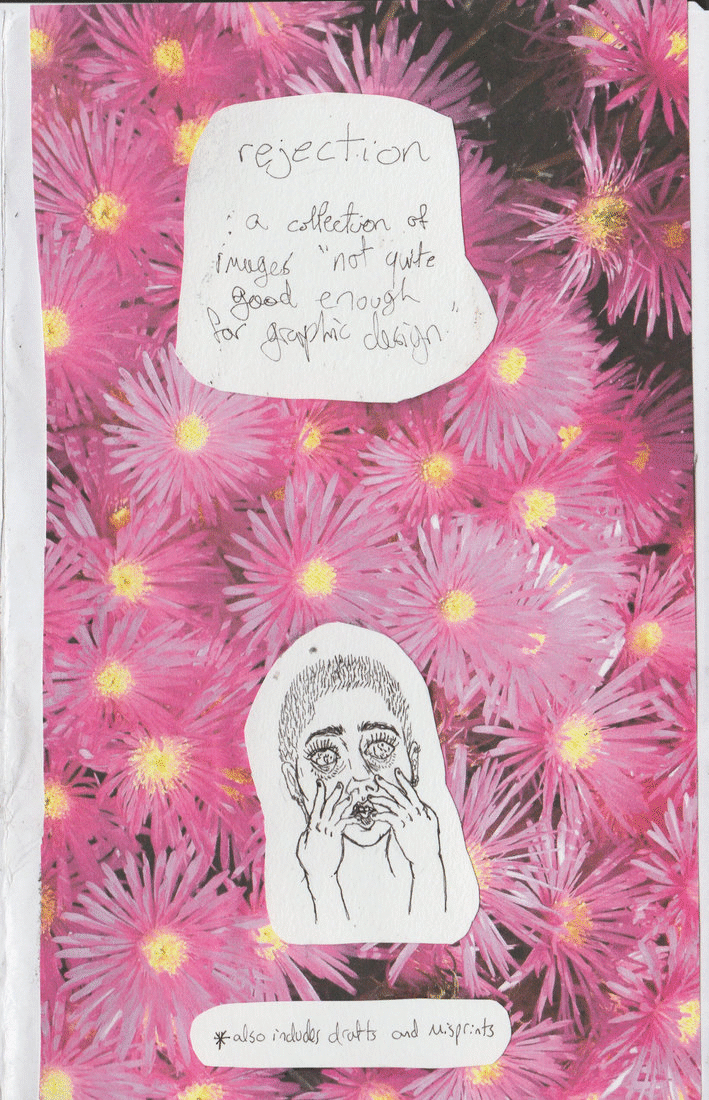 rejection
: a collection of
images "not quite
good enough
for graphic design."
*also includes drafts and misprints